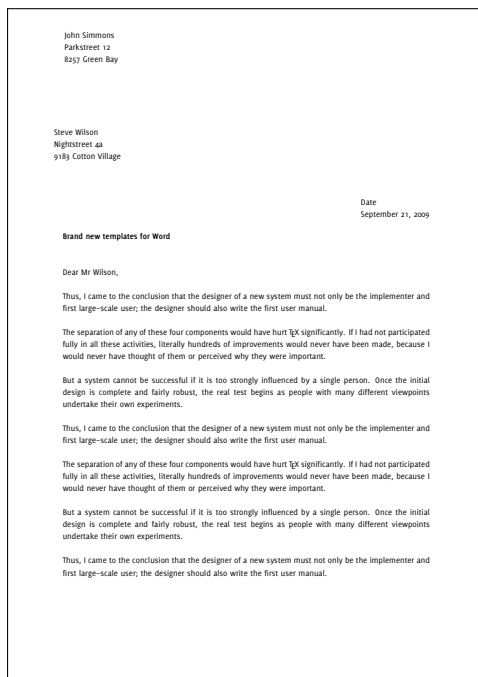 John Simmons
Parkstreet 12
8257 Green Bay
Steve Wilson
Nightstreet 4a
9183 Cotton Village
Date
September 21, 2009
Brand new templates for Word
Dear Mr Wilson,
Thus, I came to the conclusion that the designer of a new system must not only be the implementer and
first large-scale user; the designer should also write the first user manual.
The separation of any of these four components would have hurt TeX significantly. If I had not participated
fully in all these activities, literally hundreds of improvements would never have been made, because I
would never have thought of them or perceived why they were important.
But a system cannot be successful if it is too strongly influenced by a single person. Once the initial
design is complete and fairly robust, the real test begins as people with many different viewpoints
undertake their own experiments.
Thus, I came to the conclusion that the designer of a new system must not only be the implementer and
first large-scale user; the designer should also write the first user manual.
The separation of any of these four components would have hurt TeX significantly. If I had not participated
fully in all these activities, literally hundreds of improvements would never have been made, because I
would never have thought of them or perceived why they were important.
But a system cannot be successful if it is too strongly influenced by a single person. Once the initial
design is complete and fairly robust, the real test begins as people with many different viewpoints
undertake their own experiments.
Thus, I came to the conclusion that the designer of a new system must not only be the implementer and
first large-scale user; the designer should also write the first user manual.